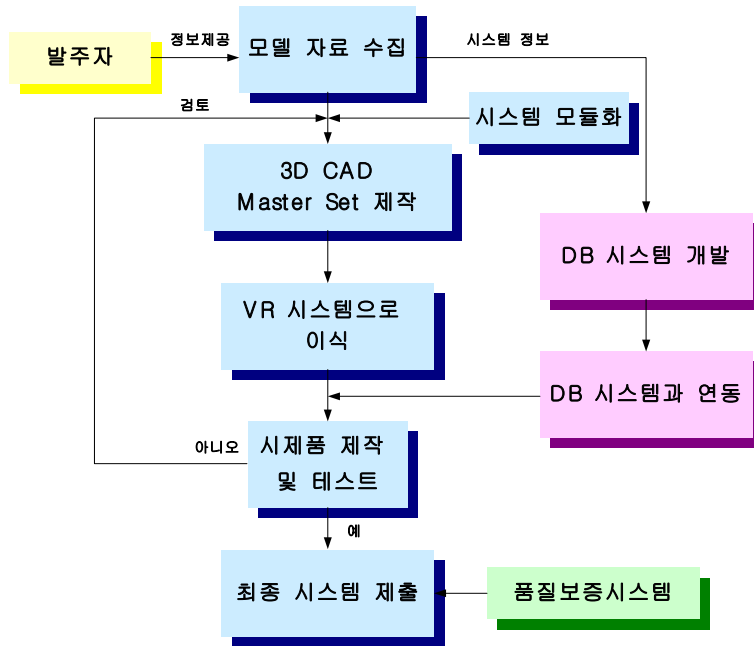 발주자
정보제공
모델 자료 수집
시스템 정보
검토
시스템 모듈화
3D CAD
Master Set 제작
DB 시스템 개발
VR 시스템으로
이식
DB 시스템과 연동
아니오
시제품 제작
및 테스트
예
최종 시스템 제출
품질보증시스템